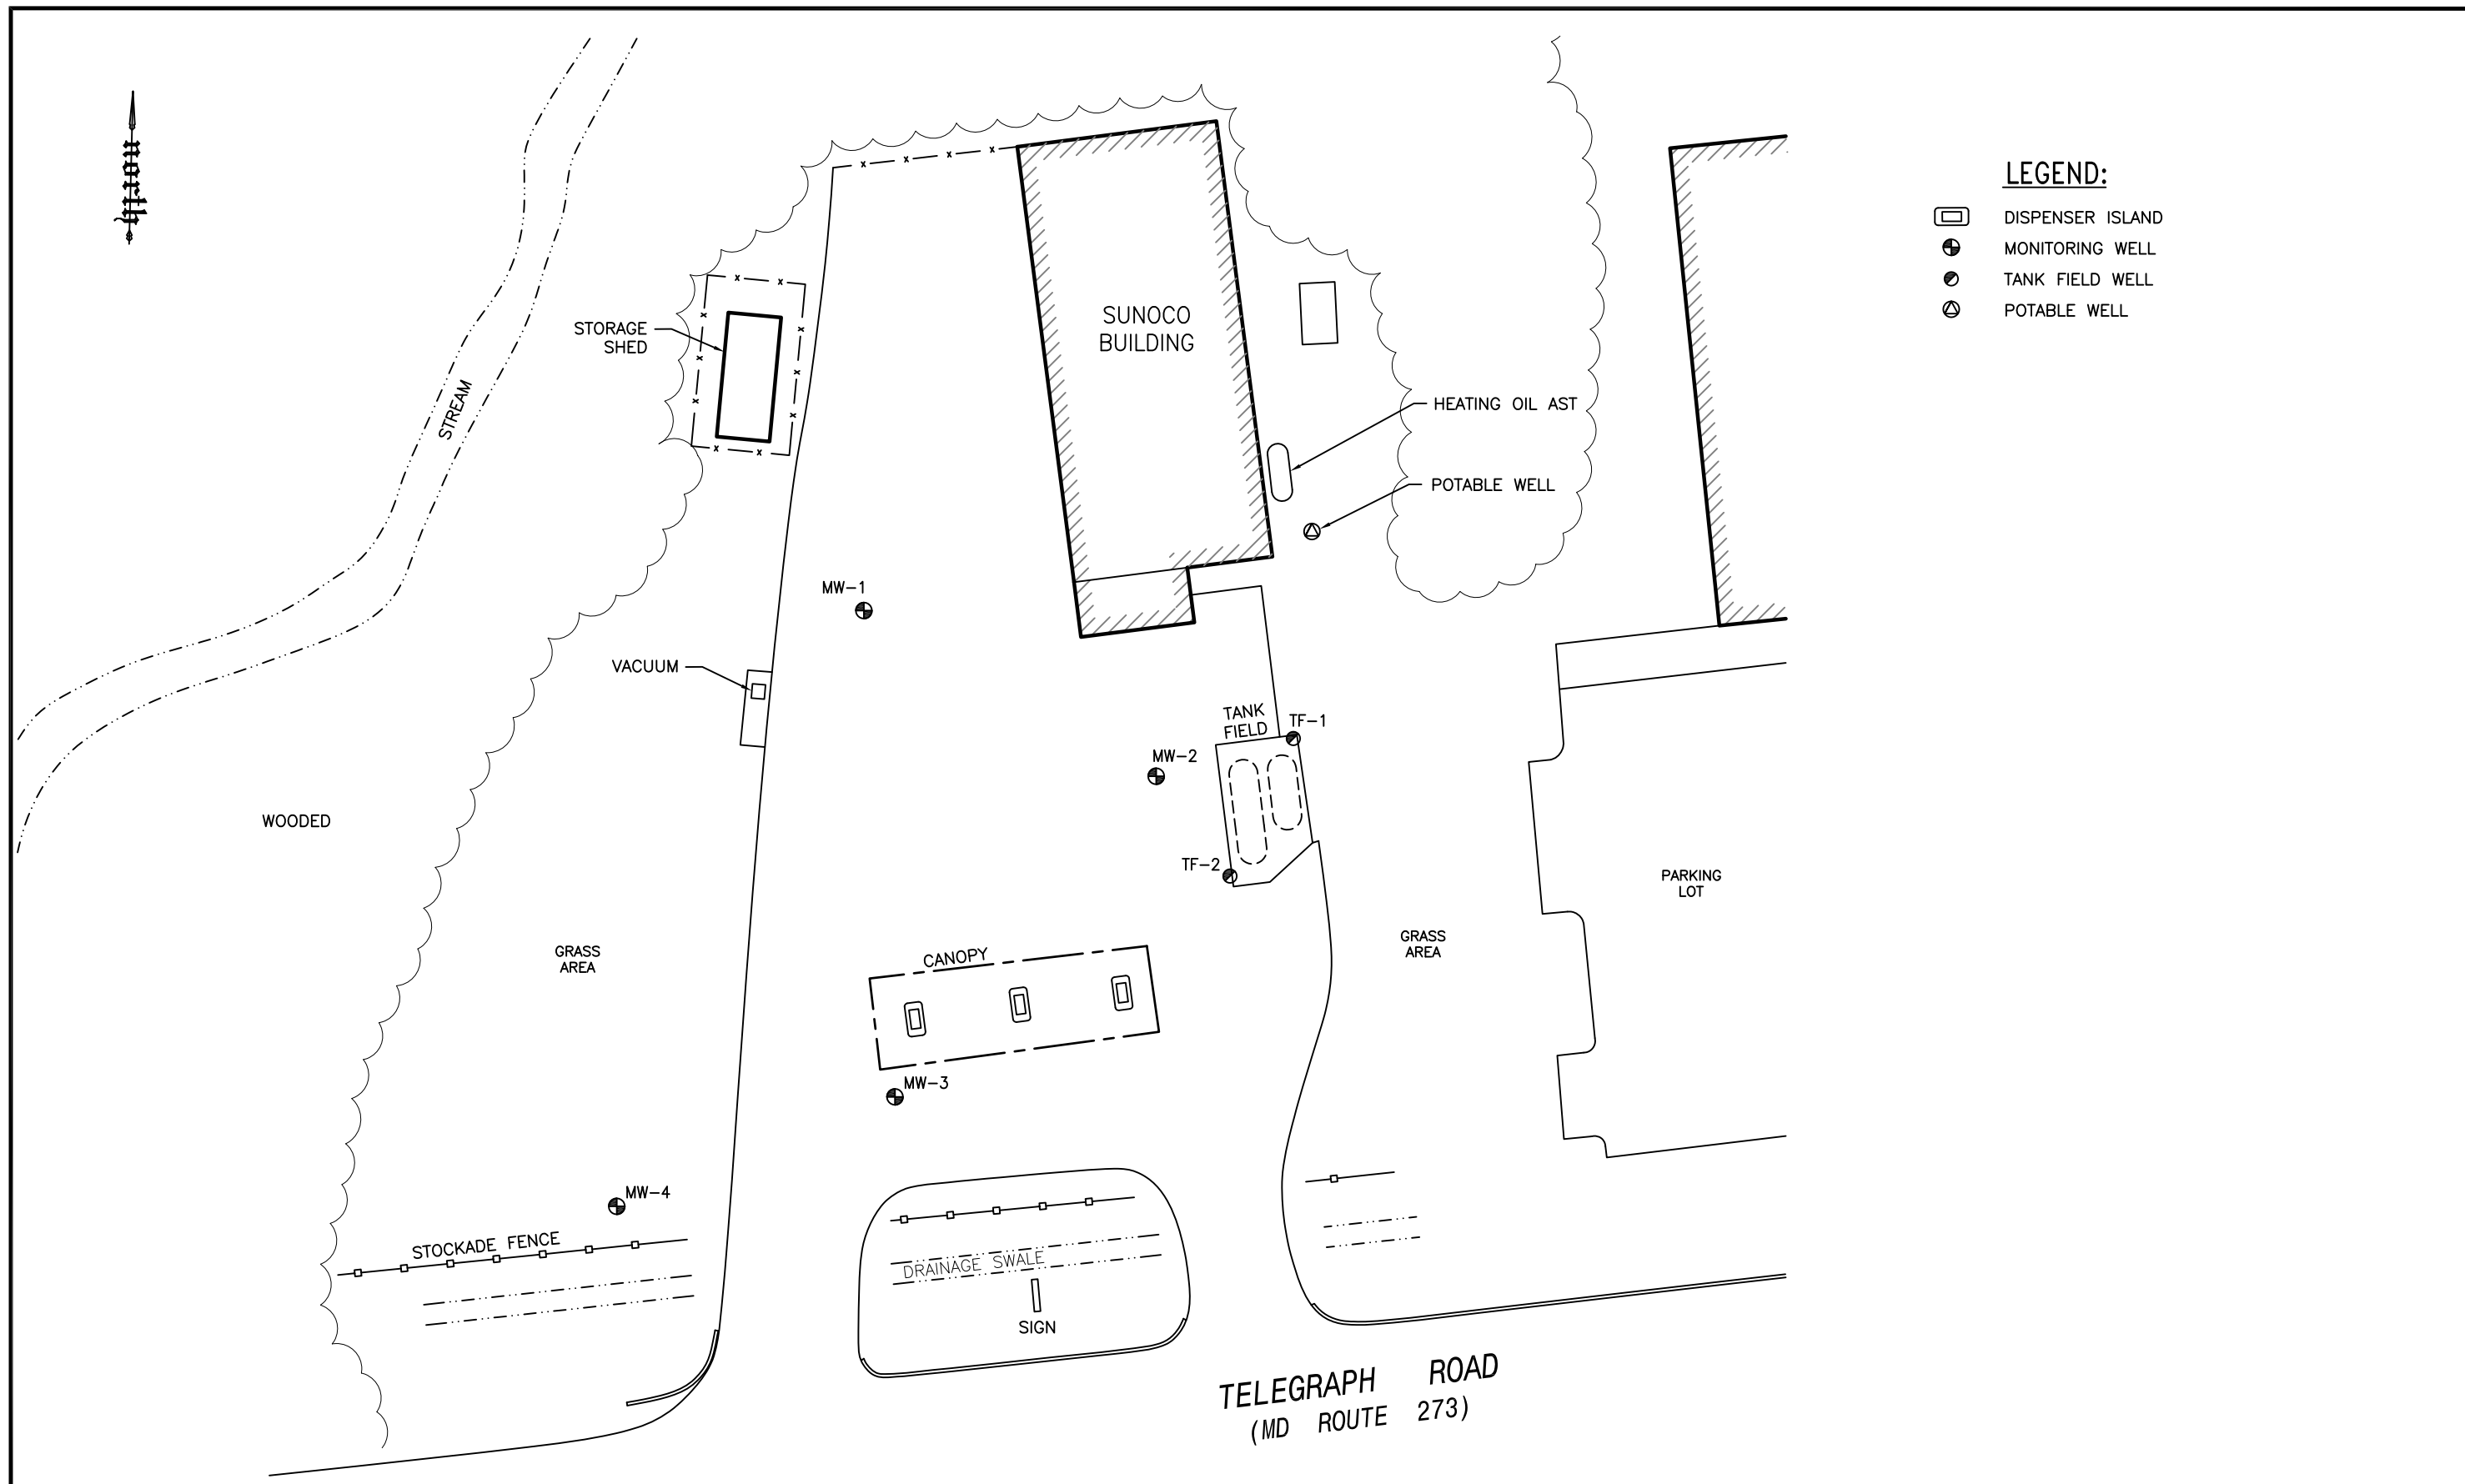 north
LEGEND:
DISPENSER ISLAND
MONITORING WELL
TANK FIELD WELL
POTABLE WELL
STORAGE
SHED
SUNOCO
BUILDING
STREAM
HEATING OIL AST
POTABLE WELL
MW-1
VACUUM
TANK
FIELD
TF-1
MW-2
WOODED
TF-2
PARKING
LOT
GRASS
AREA
CANOPY
GRASS
AREA
MW-3
MW-4
STOCKADE FENCE
DRAINAGE SWALE
SIGN
TELEGRAPH ROAD
(MD ROUTE 273)